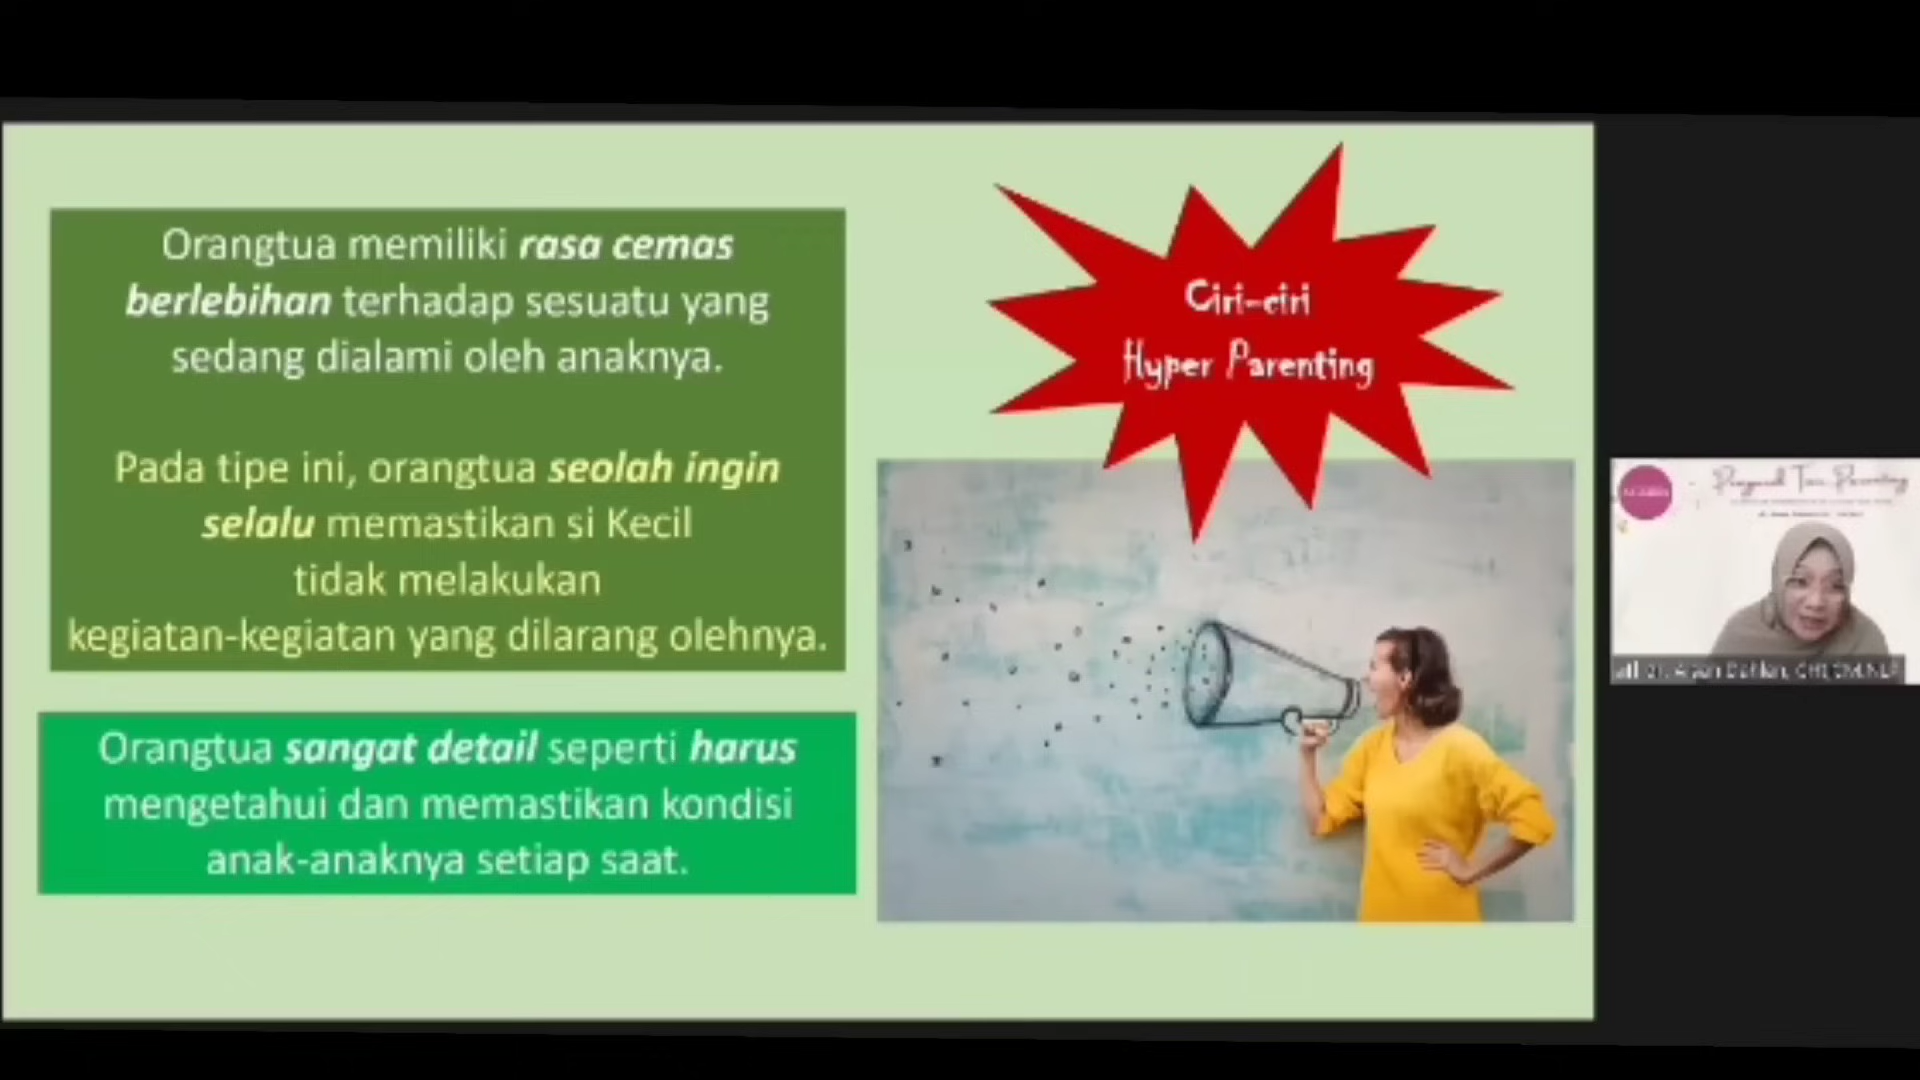 Orangtua memiliki rasa cemas
berlebihan terhadap sesuatu yang
sedang dialami oleh anaknya.
Pada tipe ini, orangtua seolah ingin
selalu memastikan si Kecil
tidak melakukan
kegiatan-kegiatan yang dilarang olehnya.
Orangtua sangat detail seperti harus
mengetahui dan memastikan kondisi
anak-anaknya setiap saat.
Ciri-ciri
Hyper Parenting
Parenting
Dahlan,